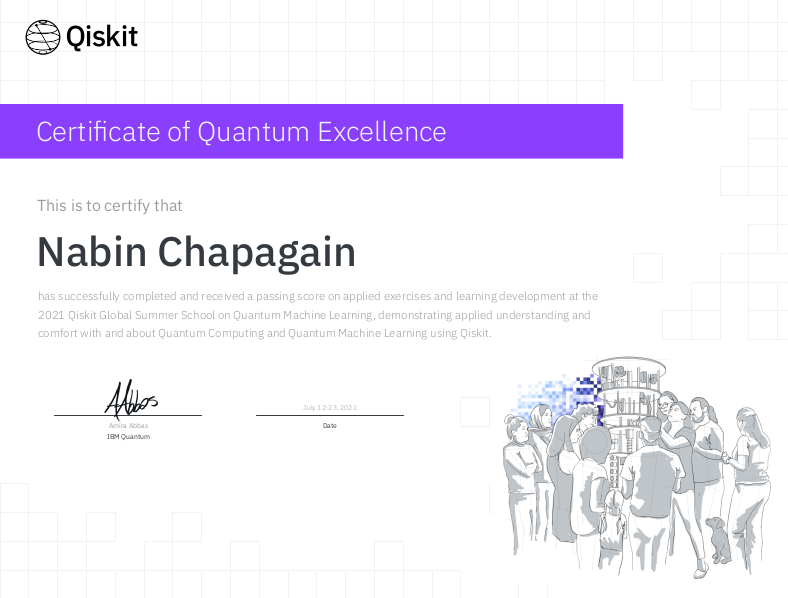 Qiskit
Certificate of Quantum Excellence
This is to certify that
Nabin Chapagain
has successfully completed and received a passing score on applied exercises and learning development at the
2021 Qiskit Global Summer School on Quantum Machine Learning, demonstrating applied understanding and
comfort with and about Quantum Computing and Quantum Machine Learning using Qiskit.
AAbbas
July 12-23, 2021
Amira Abbas
Date
IBM Quantum